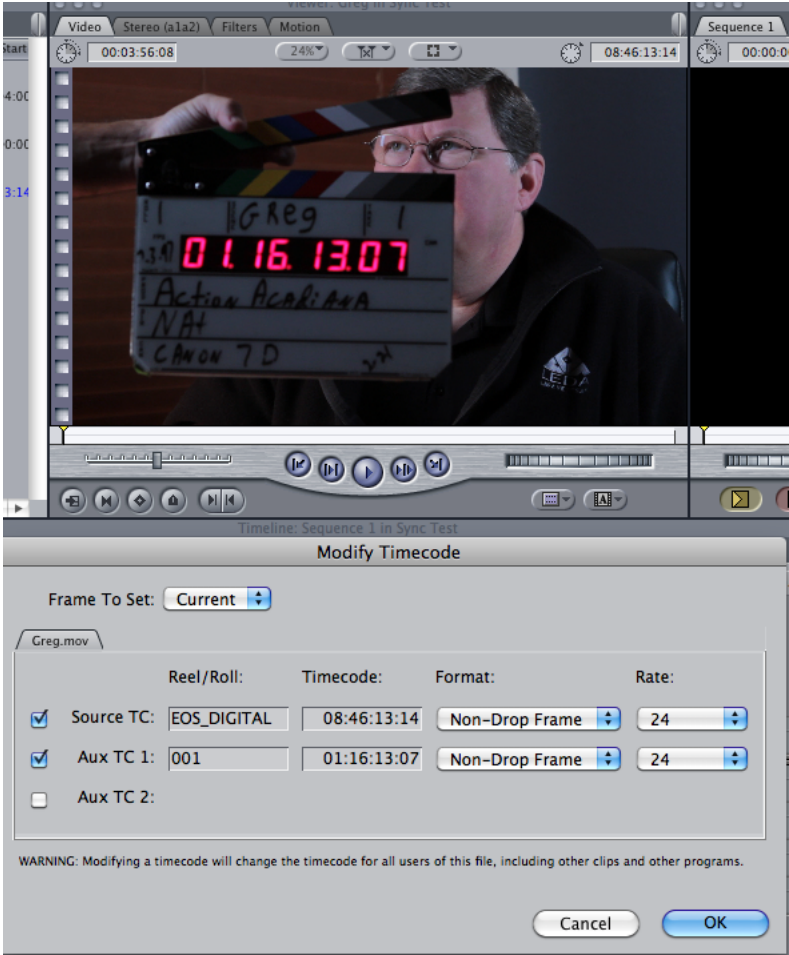 Viewer: Greg in Sync Test
Video Stereo (a1a2) Filters Motion
Sequence 1
Start
00:03:56:08
24%
08:46:13:14
00:00:0
4:00
0:00
3:14
1 GReg 1
01.16.13.07
Action ACADiANA
NAt
CANON 7D
LEDA
Timeline: Sequence 1 in Sync Test
Modify Timecode
Frame To Set: Current
Greg.mov
Reel/Roll: Timecode: Format: Rate:
Source TC: EOS_DIGITAL 08:46:13:14 Non-Drop Frame 24
Aux TC 1: 001 01:16:13:07 Non-Drop Frame 24
Aux TC 2:
WARNING: Modifying a timecode will change the timecode for all users of this file, including other clips and other programs.
Cancel OK